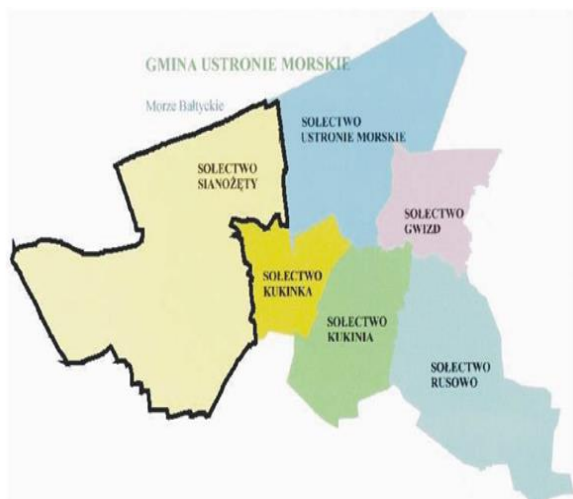 GMINA USTRONIE MORSKIE
Morze Bałtyckie
SOŁECTWO
USTRONIE MORSKIE
SOŁECTWO
SIANOŻĘTY
SOŁECTWO
GWIZD
SOŁECTWO
KUKINKA
SOŁECTWO
KUKINIA
SOŁECTWO
RUSOWO